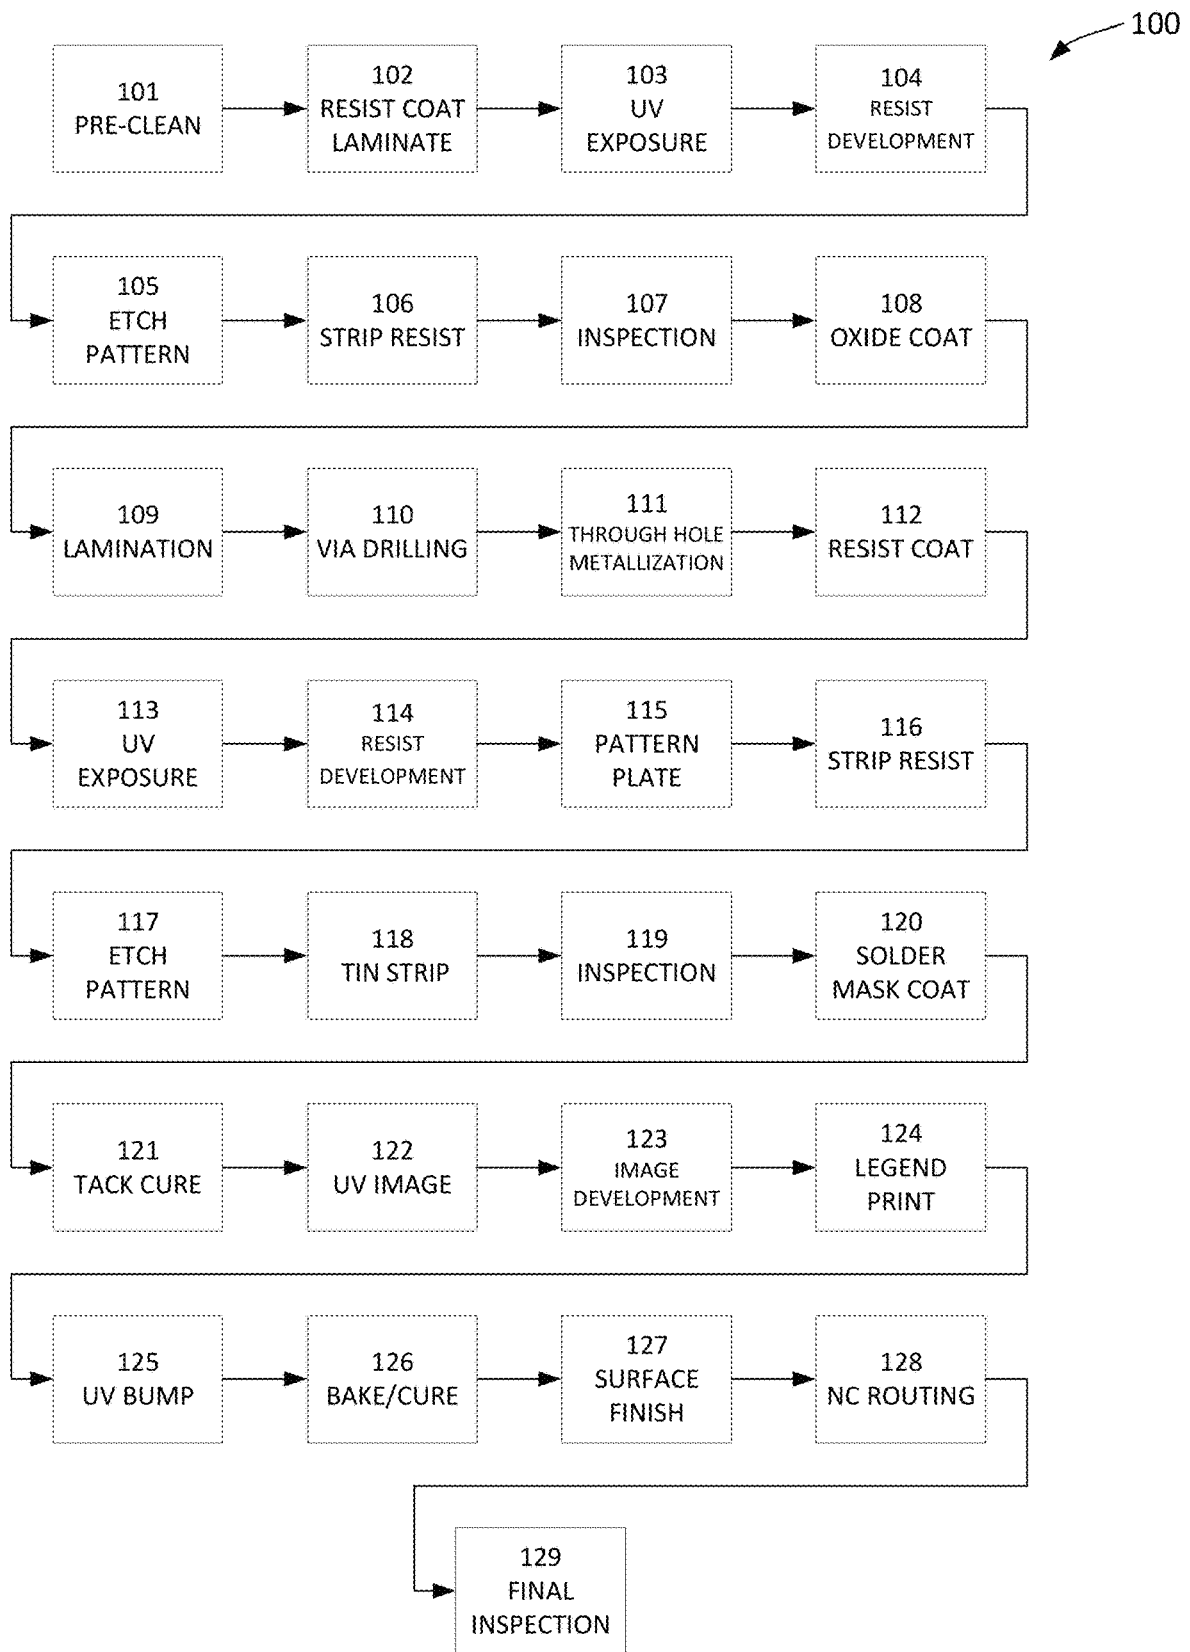 100
101
PRE-CLEAN
102
RESIST COAT
LAMINATE
103
UV
EXPOSURE
104
RESIST
DEVELOPMENT
105
ETCH
PATTERN
106
STRIP RESIST
107
INSPECTION
108
OXIDE COAT
109
LAMINATION
110
VIA DRILLING
111
THROUGH HOLE
METALLIZATION
112
RESIST COAT
113
UV
EXPOSURE
114
RESIST
DEVELOPMENT
115
PATTERN
PLATE
116
STRIP RESIST
117
ETCH
PATTERN
118
TIN STRIP
119
INSPECTION
120
SOLDER
MASK COAT
121
TACK CURE
122
UV IMAGE
123
IMAGE
DEVELOPMENT
124
LEGEND
PRINT
125
UV BUMP
126
BAKE/CURE
127
SURFACE
FINISH
128
NC ROUTING
129
FINAL
INSPECTION